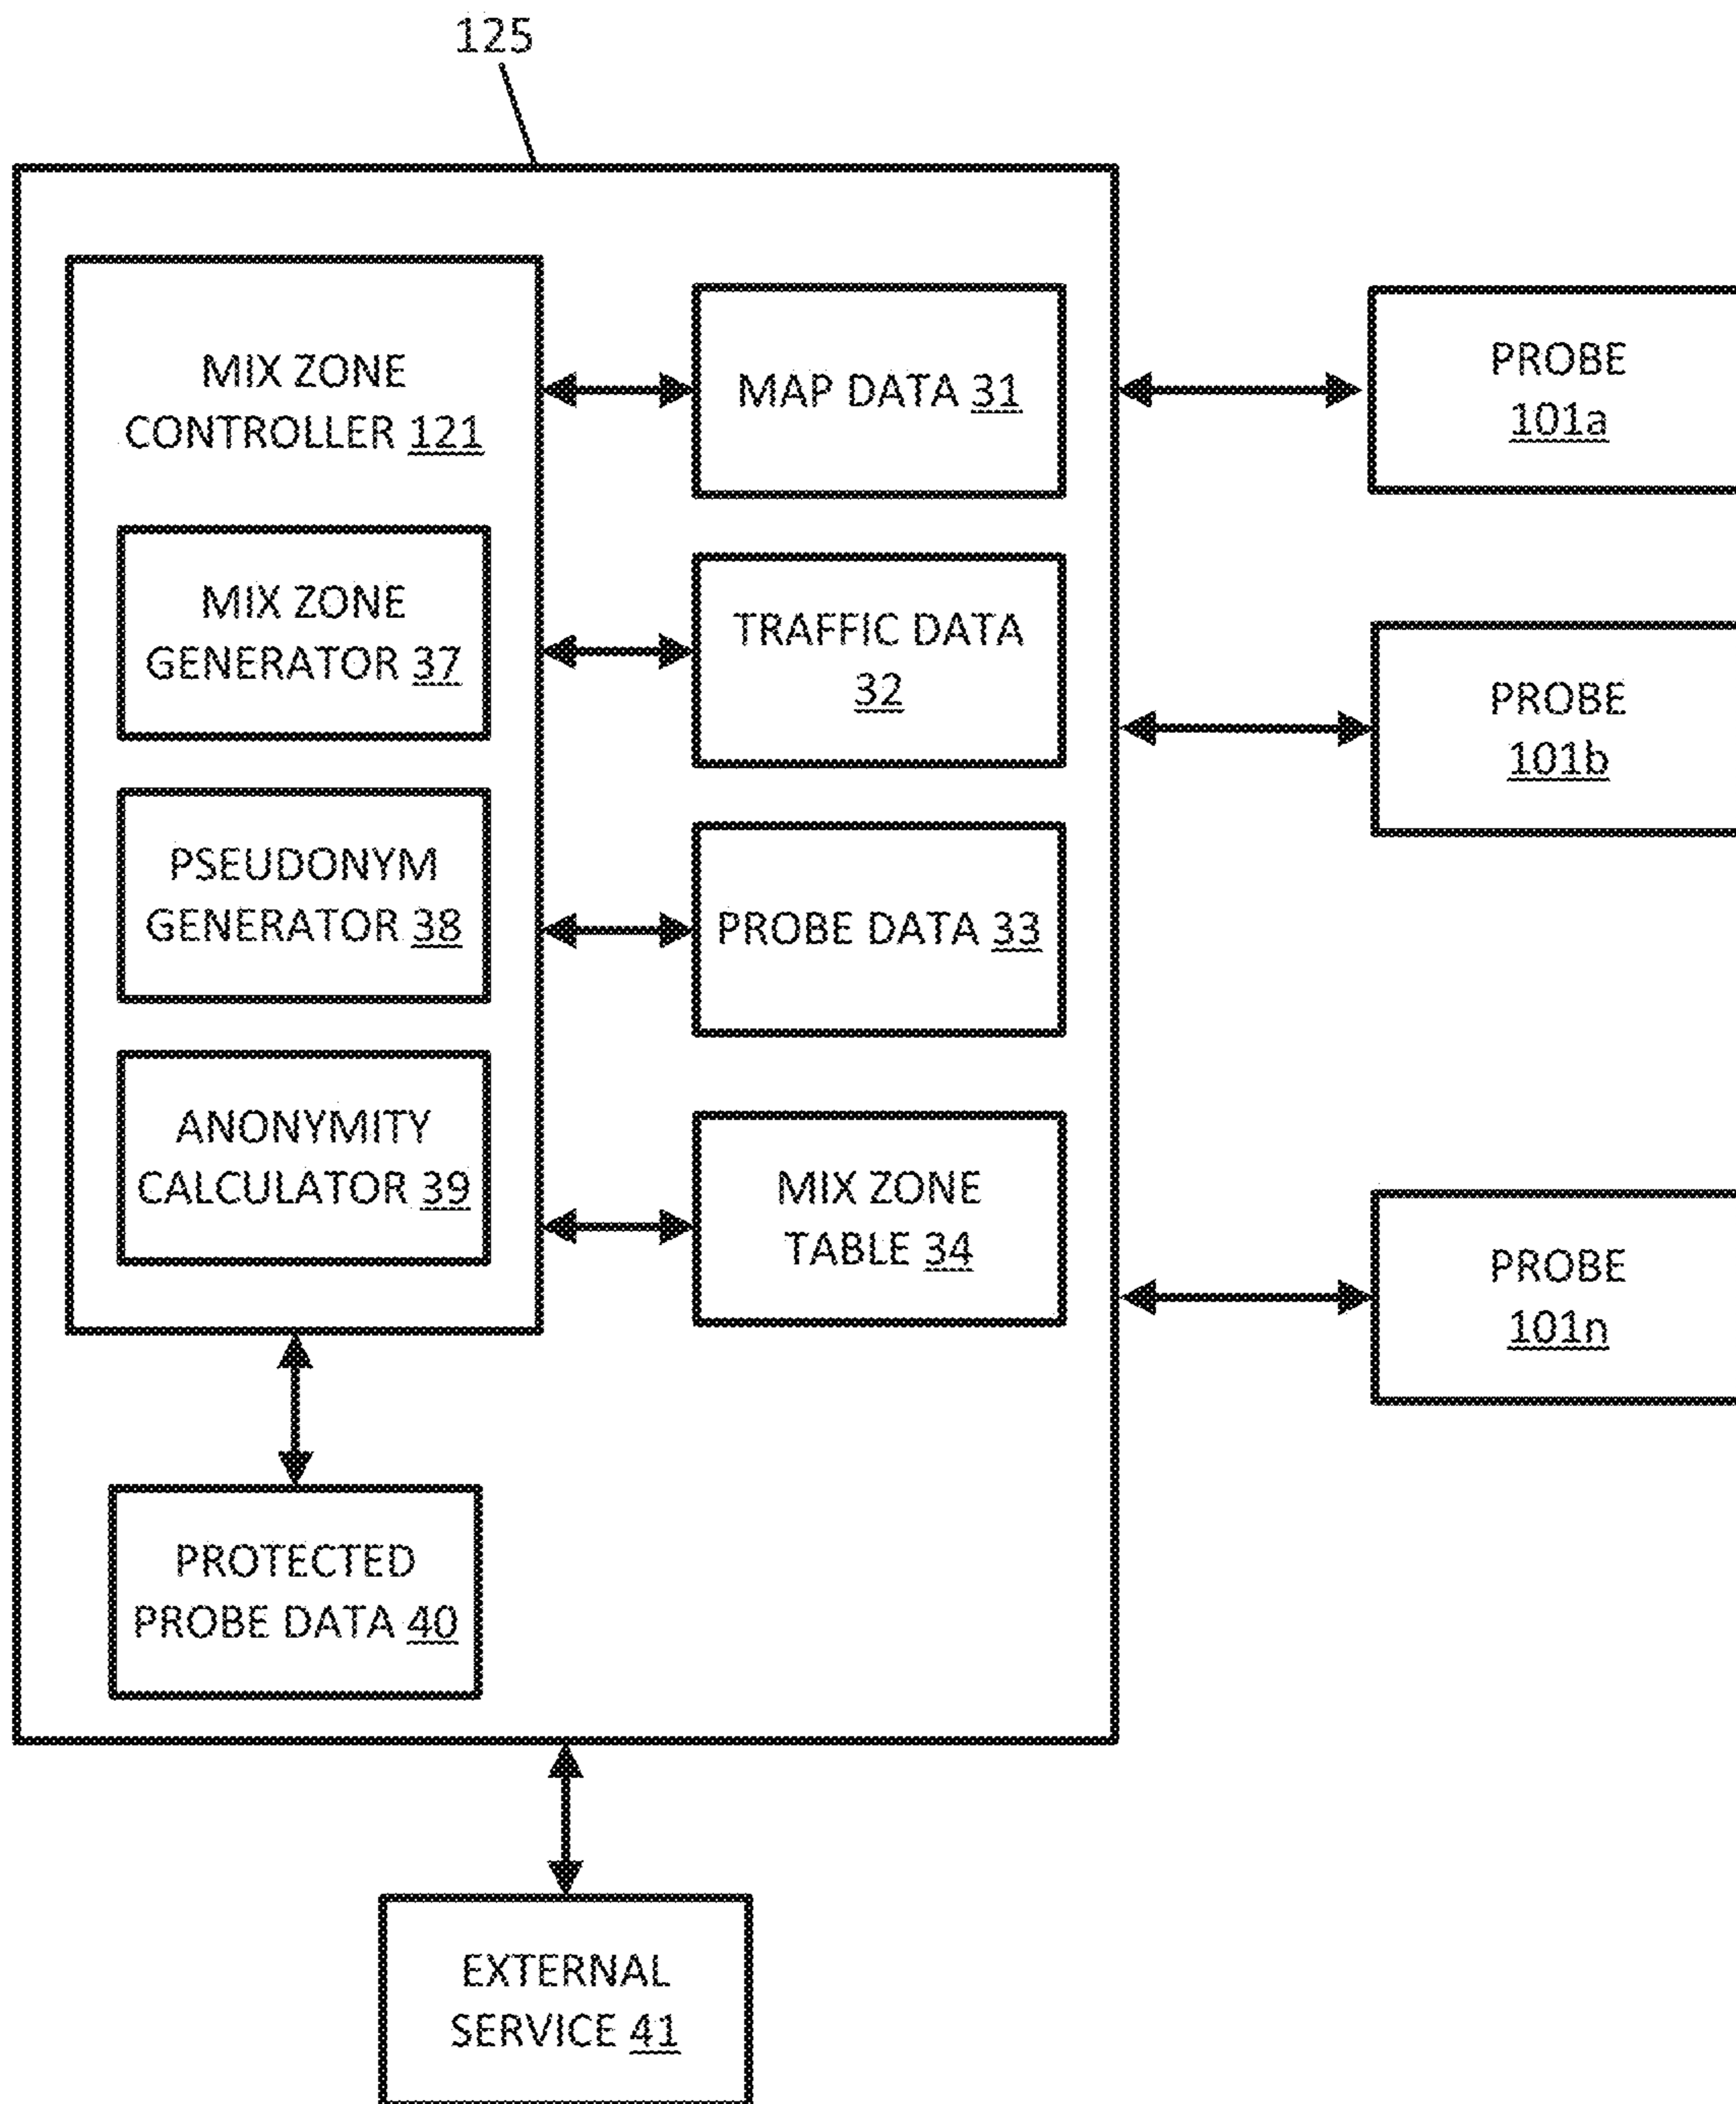 125
MIX ZONE
CONTROLLER 121
MIX ZONE
GENERATOR 37
PSEUDONYM
GENERATOR 38
ANONYMITY
CALCULATOR 39
MAP DATA 31
TRAFFIC DATA
32
PROBE DATA 33
MIX ZONE
TABLE 34
PROTECTED
PROBE DATA 40
EXTERNAL
SERVICE 41
PROBE
101a
PROBE
101b
PROBE
101n